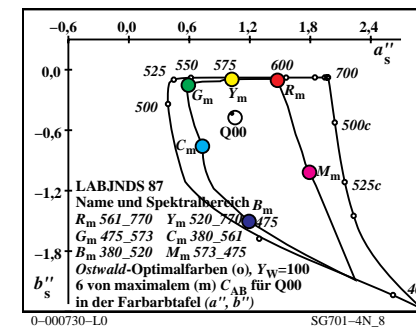 −0,6 0,0 0,6 1,2 1,8 2,4
a″s
0,0
−0,6
−1,2
−1,8
b″s
525 550 575 600 700
500
Gm Ym Rm
Q00
500c
Cm
Mm
525c
Bm
475
LABJNDS 87
Name und Spektralbereich
Rm 561_770 Ym 520_770
Gm 475_573 Cm 380_561
Bm 380_520 Mm 573_475
Ostwald-Optimalfarben (o), YW=100
6 von maximalem (m) CAB für Q00
in der Farbarbtafel (a″, b″)
0−000730−L0 SG701−4N_8